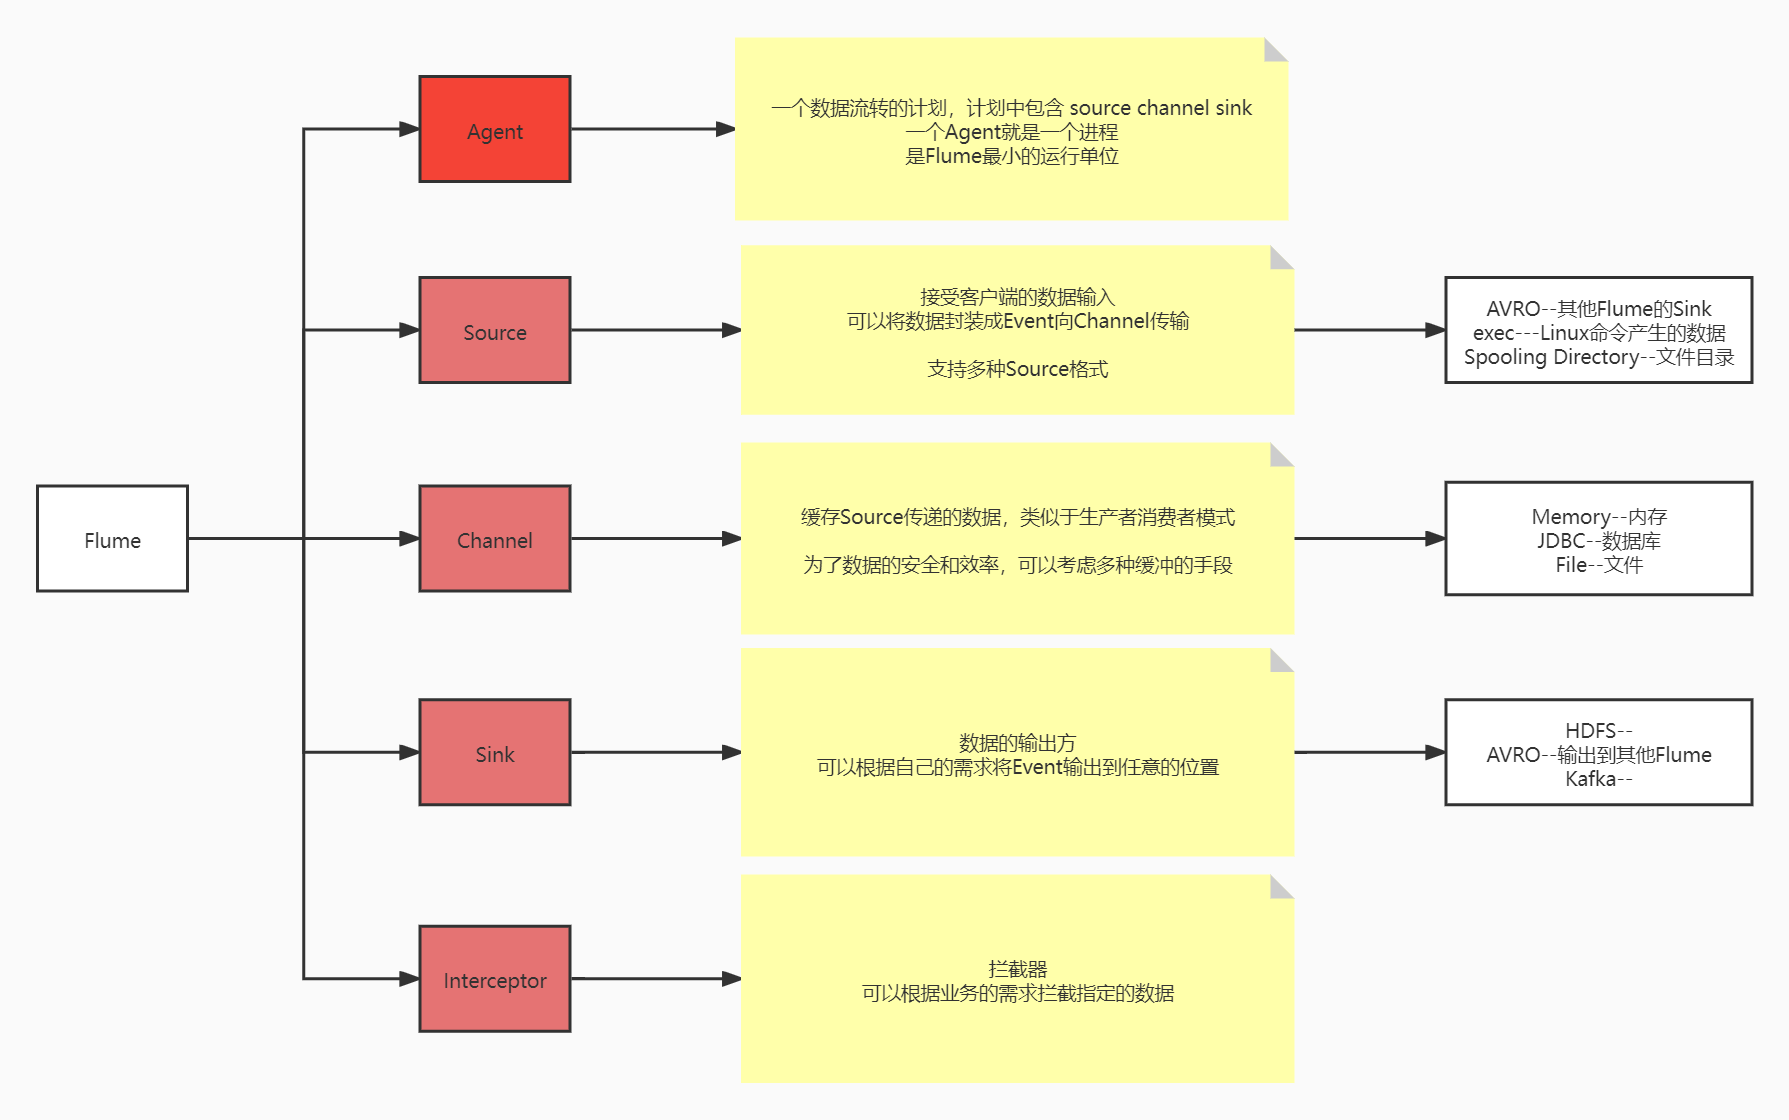 Flume
Agent
一个数据流转的计划，计划中包含 source channel sink
一个Agent就是一个进程
是Flume最小的运行单位
Source
接受客户端的数据输入
可以将数据封装成Event向Channel传输
支持多种Source格式
AVRO--其他Flume的Sink
exec---Linux命令产生的数据
Spooling Directory--文件目录
Channel
缓存Source传递的数据，类似于生产者消费者模式
为了数据的安全和效率，可以考虑多种缓冲的手段
Memory--内存
JDBC--数据库
File--文件
Sink
数据的输出方
可以根据自己的需求将Event输出到任意的位置
HDFS--
AVRO--输出到其他Flume
Kafka--
Interceptor
拦截器
可以根据业务的需求拦截指定的数据